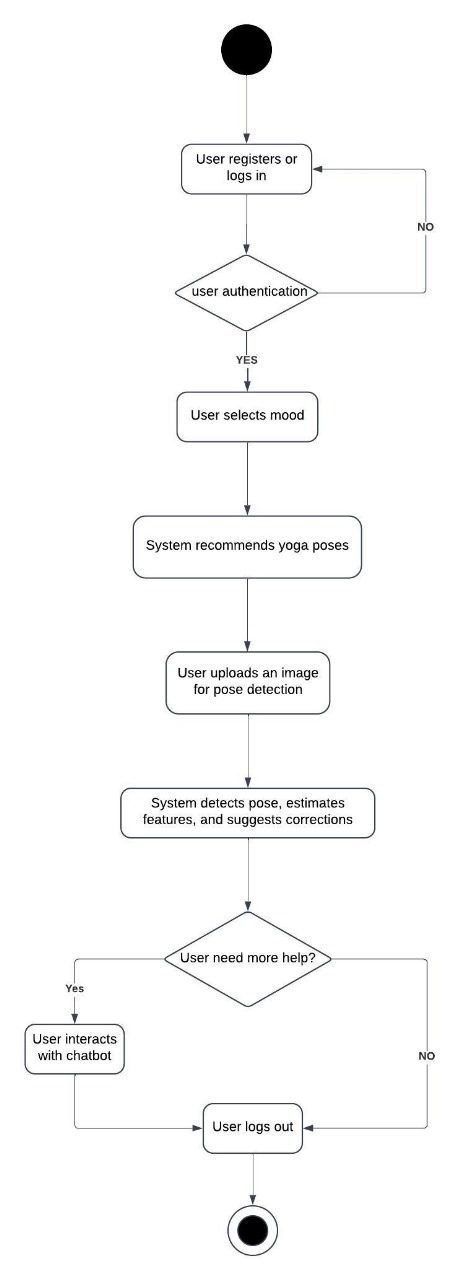 User registers or
logs in
NO
user authentication
YES
User selects mood
System recommends yoga poses
User uploads an image
for pose detection
System detects pose, estimates
features, and suggests corrections
User need more help?
Yes
User interacts
with chatbot
NO
User logs out